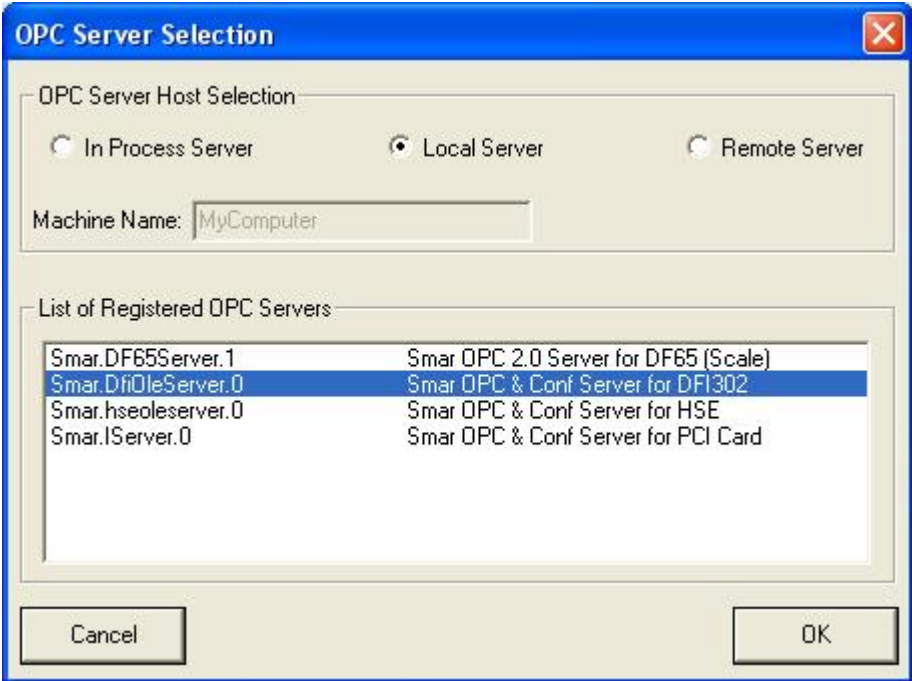 OPC Server Selection
OPC Server Host Selection
In Process Server Local Server Remote Server
Machine Name: MyComputer
List of Registered OPC Servers
Smar.DF65Server.1 Smar OPC 2.0 Server for DF65 (Scale)
Smar.DfiOleServer.0 Smar OPC & Conf Server for DFI302
Smar.hseoleserver.0 Smar OPC & Conf Server for HSE
Smar.IServer.0 Smar OPC & Conf Server for PCI Card
Cancel OK